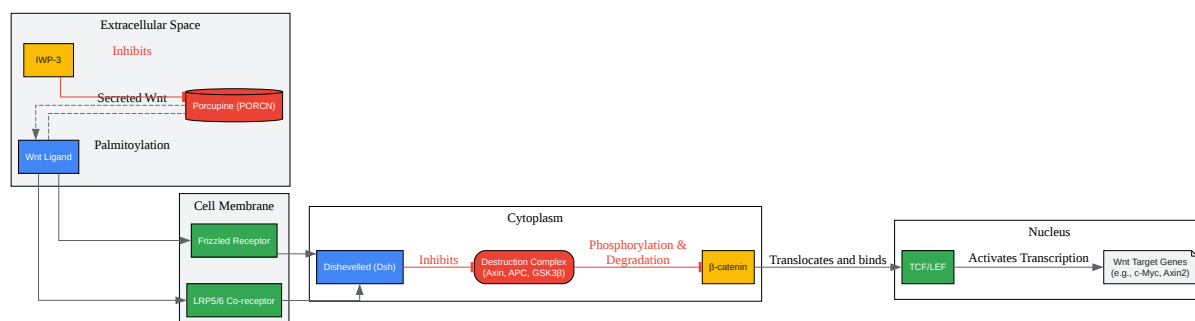 Extracellular Space
IWP-3
Inhibits
Secreted Wnt
Porcupine (PORCN)
Palmitoylation
Wnt Ligand
Cell Membrane
Frizzled Receptor
LRP5/6 Co-receptor
Cytoplasm
Dishevelled (Dsh)
Inhibits
Destruction Complex
(Axin, APC, GSK3β)
Phosphorylation &
Degradation
β-catenin
Translocates and binds
Nucleus
TCF/LEF
Activates Transcription
Wnt Target Genes
(e.g., c-Myc, Axin2)